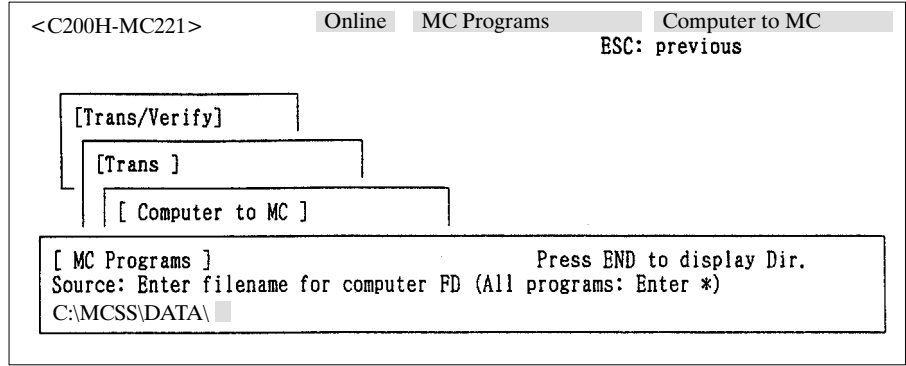 <C200H-MC221> Online MC Programs Computer to MC
ESC: previous
[Trans/Verify]
[Trans ]
[ Computer to MC ]
[ MC Programs ] Press END to display Dir.
Source: Enter filename for computer FD (All programs: Enter *)
C:\MCSS\DATA\